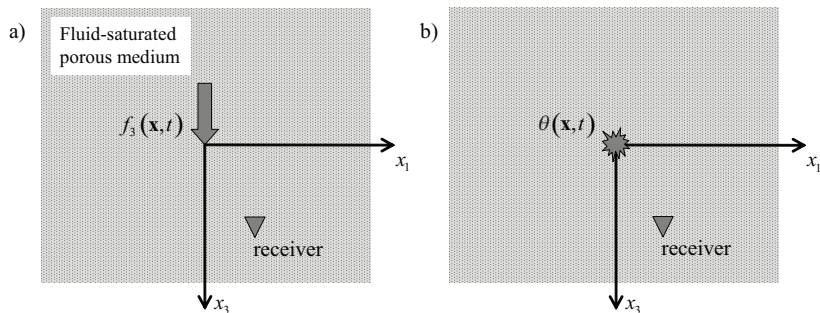 a)
Fluid-saturated
porous medium
f₃(x,t)
x₁
receiver
x₃
b)
θ(x,t)
x₁
receiver
x₃